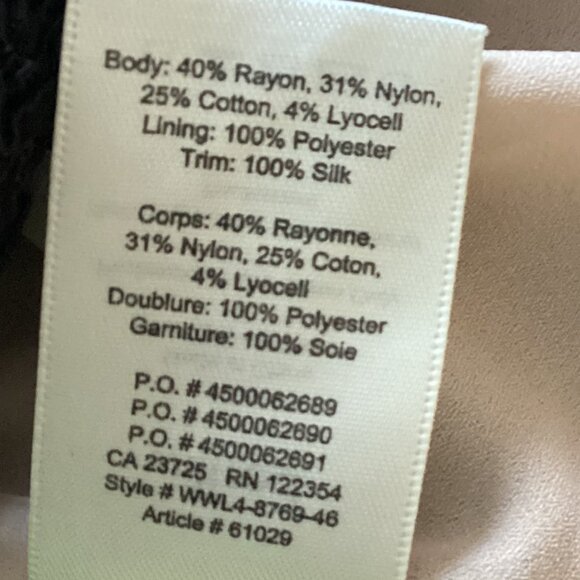 Body: 40% Rayon, 31% Nylon,
25% Cotton, 4% Lyocell
Lining: 100% Polyester
Trim: 100% Silk
Corps: 40% Rayonne,
31% Nylon, 25% Coton,
4% Lyocell
Doublure: 100% Polyester
Garniture: 100% Soie
P.O. # 4500062689
P.O. # 4500062690
P.O. # 4500062691
CA 23725 RN 122354
Style # WWL4-8769-46
Article # 61029